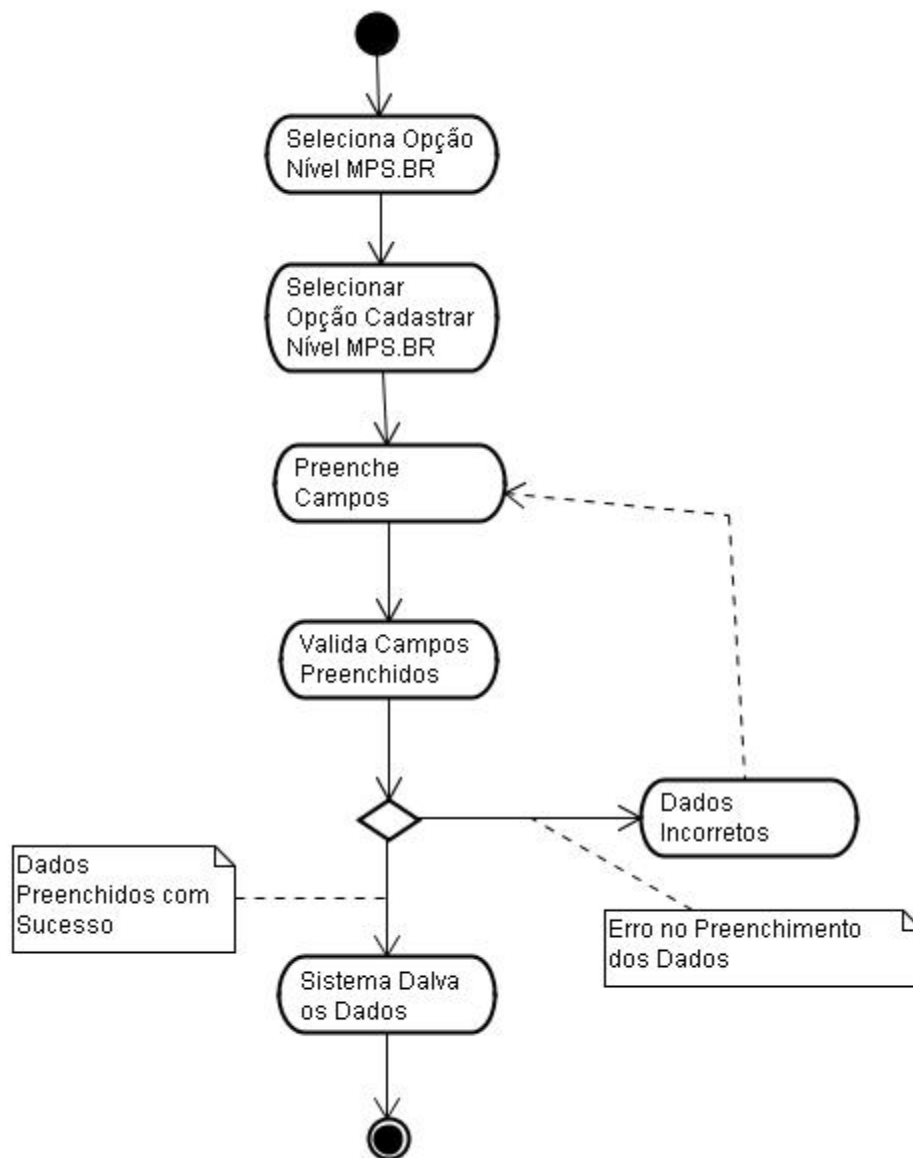 Seleciona Opção
Nível MPS.BR
Selecionar
Opção Cadastrar
Nível MPS.BR
Preenche
Campos
Valida Campos
Preenchidos
Dados
Incorretos
Dados
Preenchidos com
Sucesso
Erro no Preenchimento
dos Dados
Sistema Dalva
os Dados